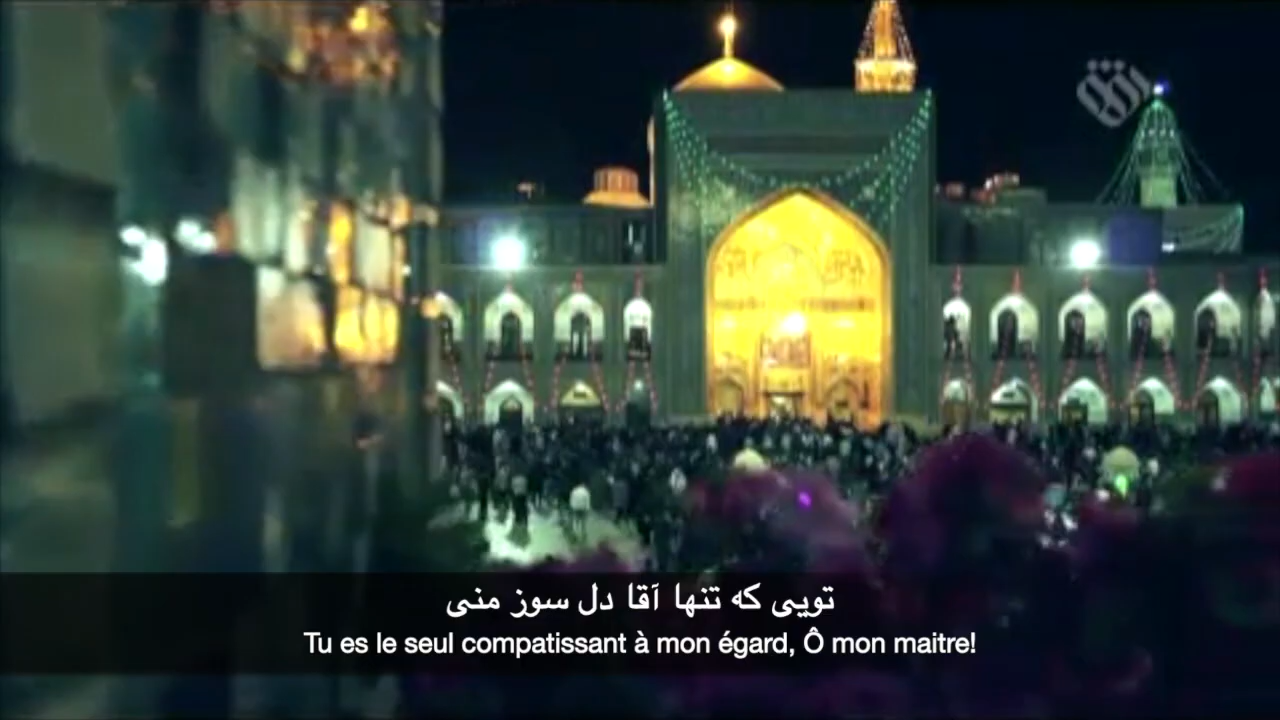 تویی که تنها آقا دل سوز منی
Tu es le seul compatissant à mon égard, Ô mon maitre!